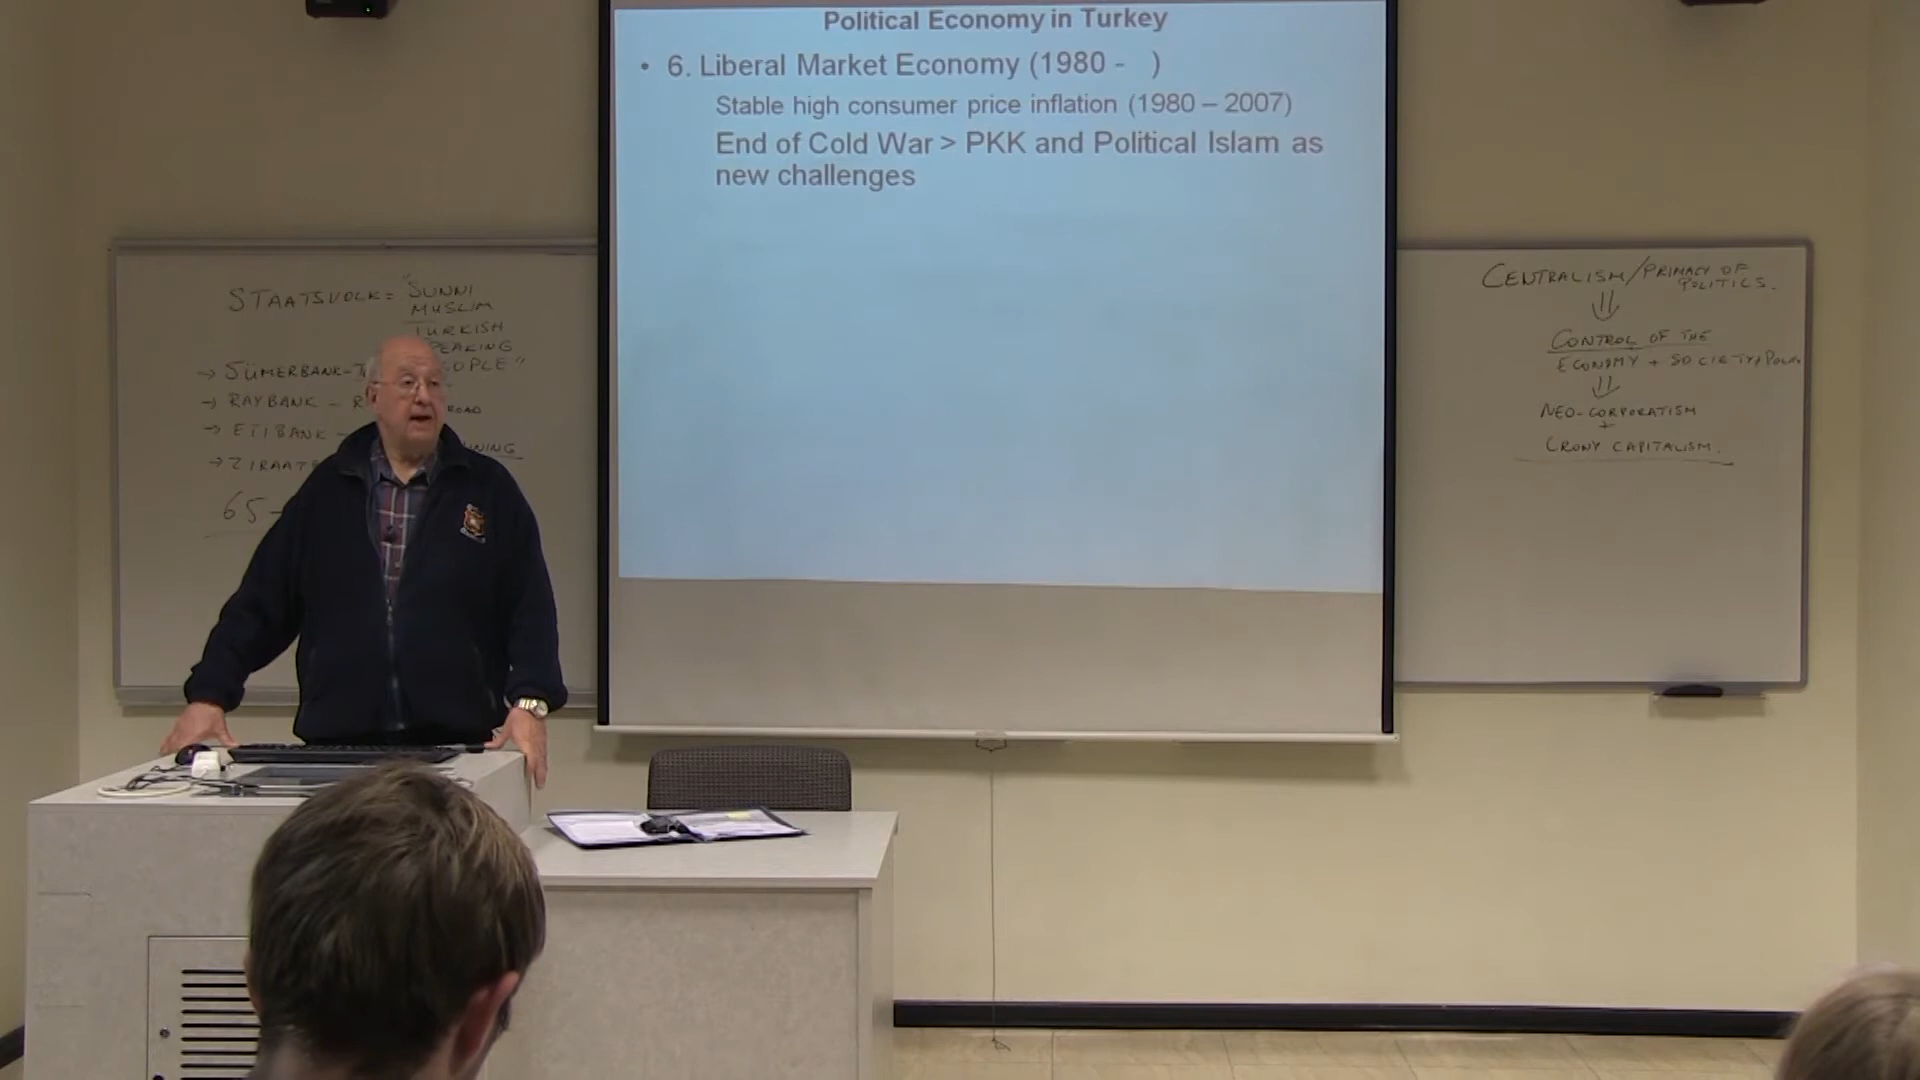 Political Economy in Turkey
• 6. Liberal Market Economy (1980 - )
Stable high consumer price inflation (1980 – 2007)
End of Cold War > PKK and Political Islam as
new challenges
STAATSVOLK = "SUNNI
MUSLIM
TURKISH
SPEAKING
PEOPLE"
→ SÜMERBANK -
→ RAYBANK -
→ ETIBANK -
→
65 -
CENTRALISM/PRIMACY OF
POLITICS.
⇓
CONTROL OF THE
ECONOMY + SOCIETY/
⇓
NEO-CORPORATISM
+
CRONY CAPITALISM.